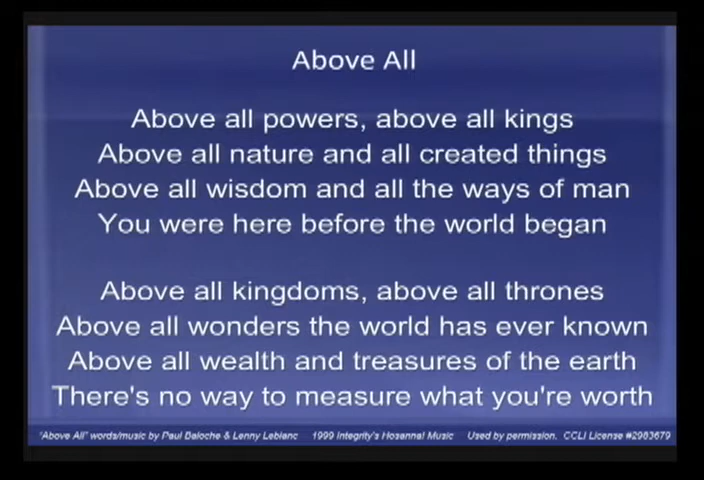 Above All
Above all powers, above all kings
Above all nature and all created things
Above all wisdom and all the ways of man
You were here before the world began
Above all kingdoms, above all thrones
Above all wonders the world has ever known
Above all wealth and treasures of the earth
There's no way to measure what you're worth
"Above All" words/music by Paul Baloche & Lenny Leblanc 1999 Integrity's Hosanna! Music Used by permission. CCLI License #2983679